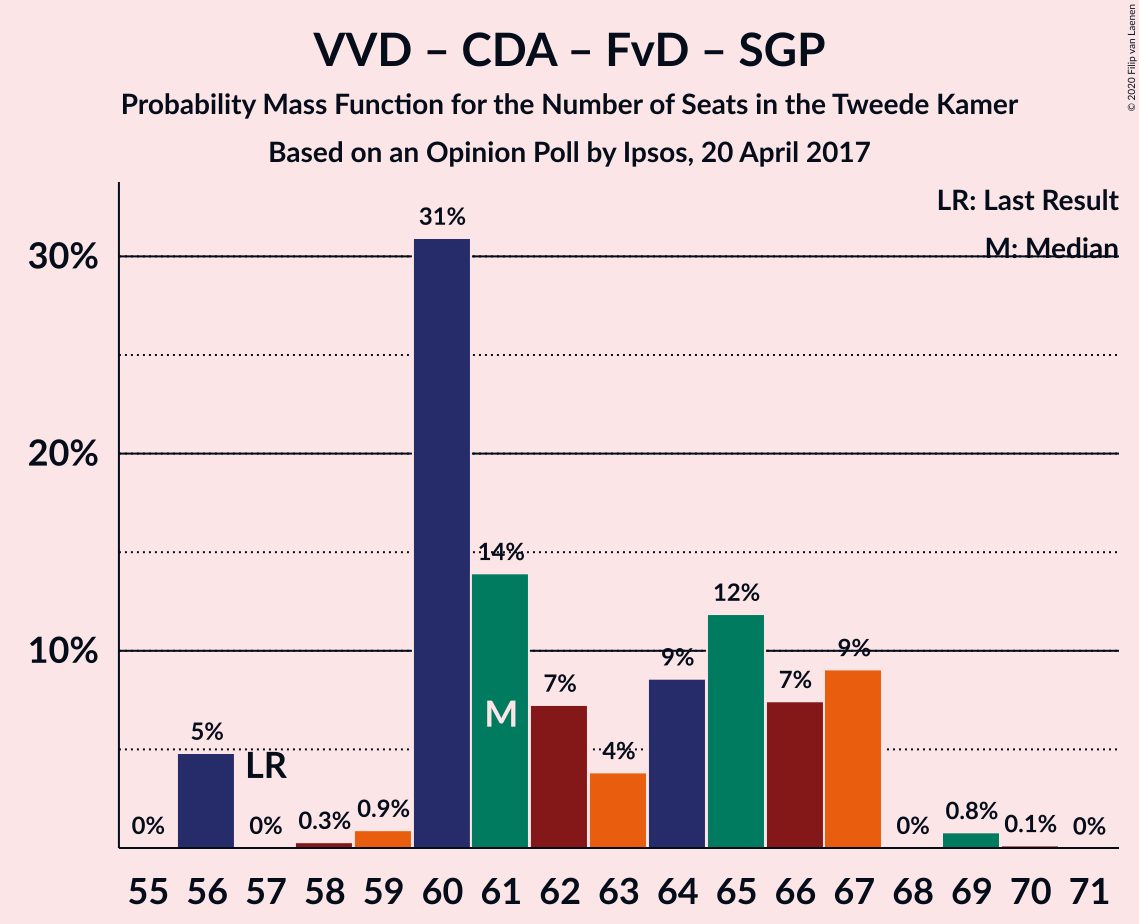 VVD – CDA – FvD – SGP
Probability Mass Function for the Number of Seats in the Tweede Kamer
Based on an Opinion Poll by Ipsos, 20 April 2017
© 2020 Filip van Laenen
LR: Last Result
M: Median
30%
20%
10%
0%
5%
LR
0%
0.3%
0.9%
31%
14%
M
7%
4%
9%
12%
7%
9%
0%
0.8%
0.1%
0%
55 56 57 58 59 60 61 62 63 64 65 66 67 68 69 70 71